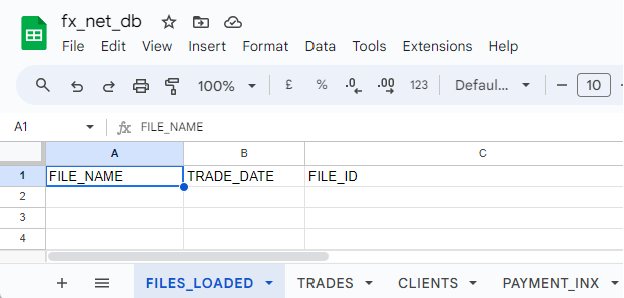 fx_net_db
File Edit View Insert Format Data Tools Extensions Help
100% £ % .0 .00 123 Defaul... 10
A1 fx FILE_NAME
A B C
1 FILE_NAME TRADE_DATE FILE_ID
2
3
4
FILES_LOADED TRADES CLIENTS PAYMENT_INX